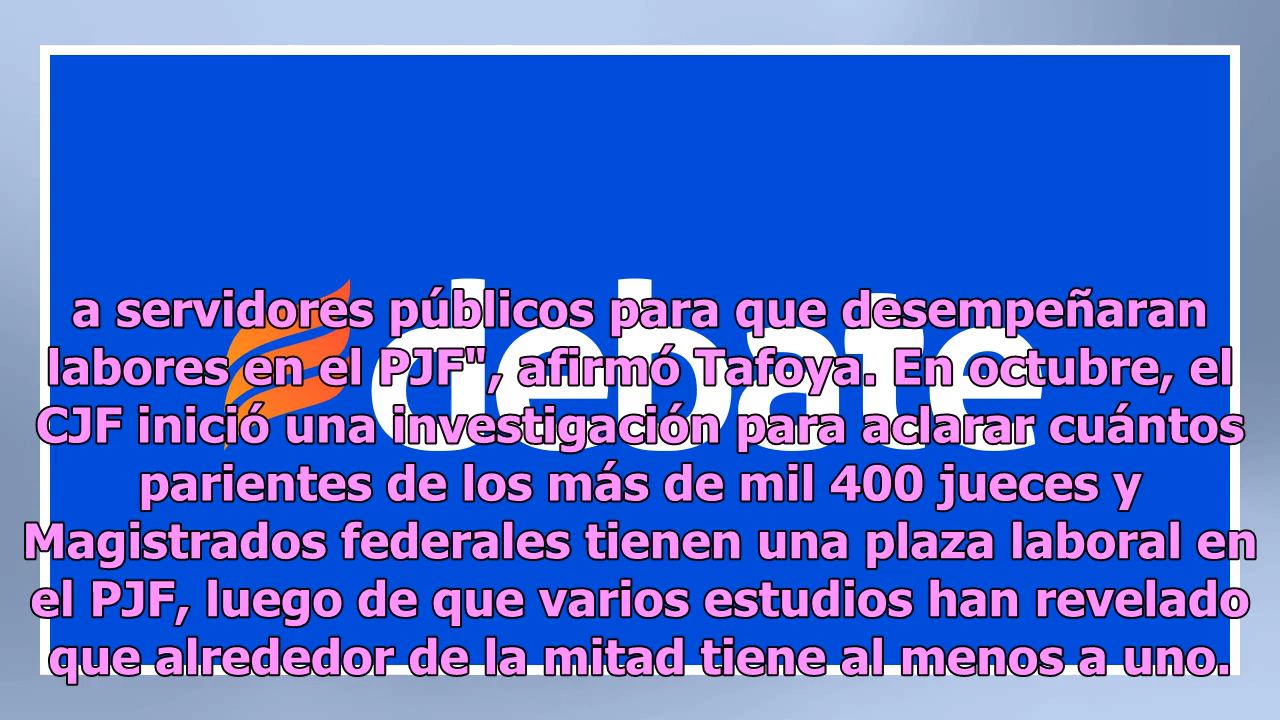 debate
a servidores públicos para que desempeñaran
labores en el PJF", afirmó Tafoya. En octubre, el
CJF inició una investigación para aclarar cuántos
parientes de los más de mil 400 jueces y
Magistrados federales tienen una plaza laboral en
el PJF, luego de que varios estudios han revelado
que alrededor de la mitad tiene al menos a uno.